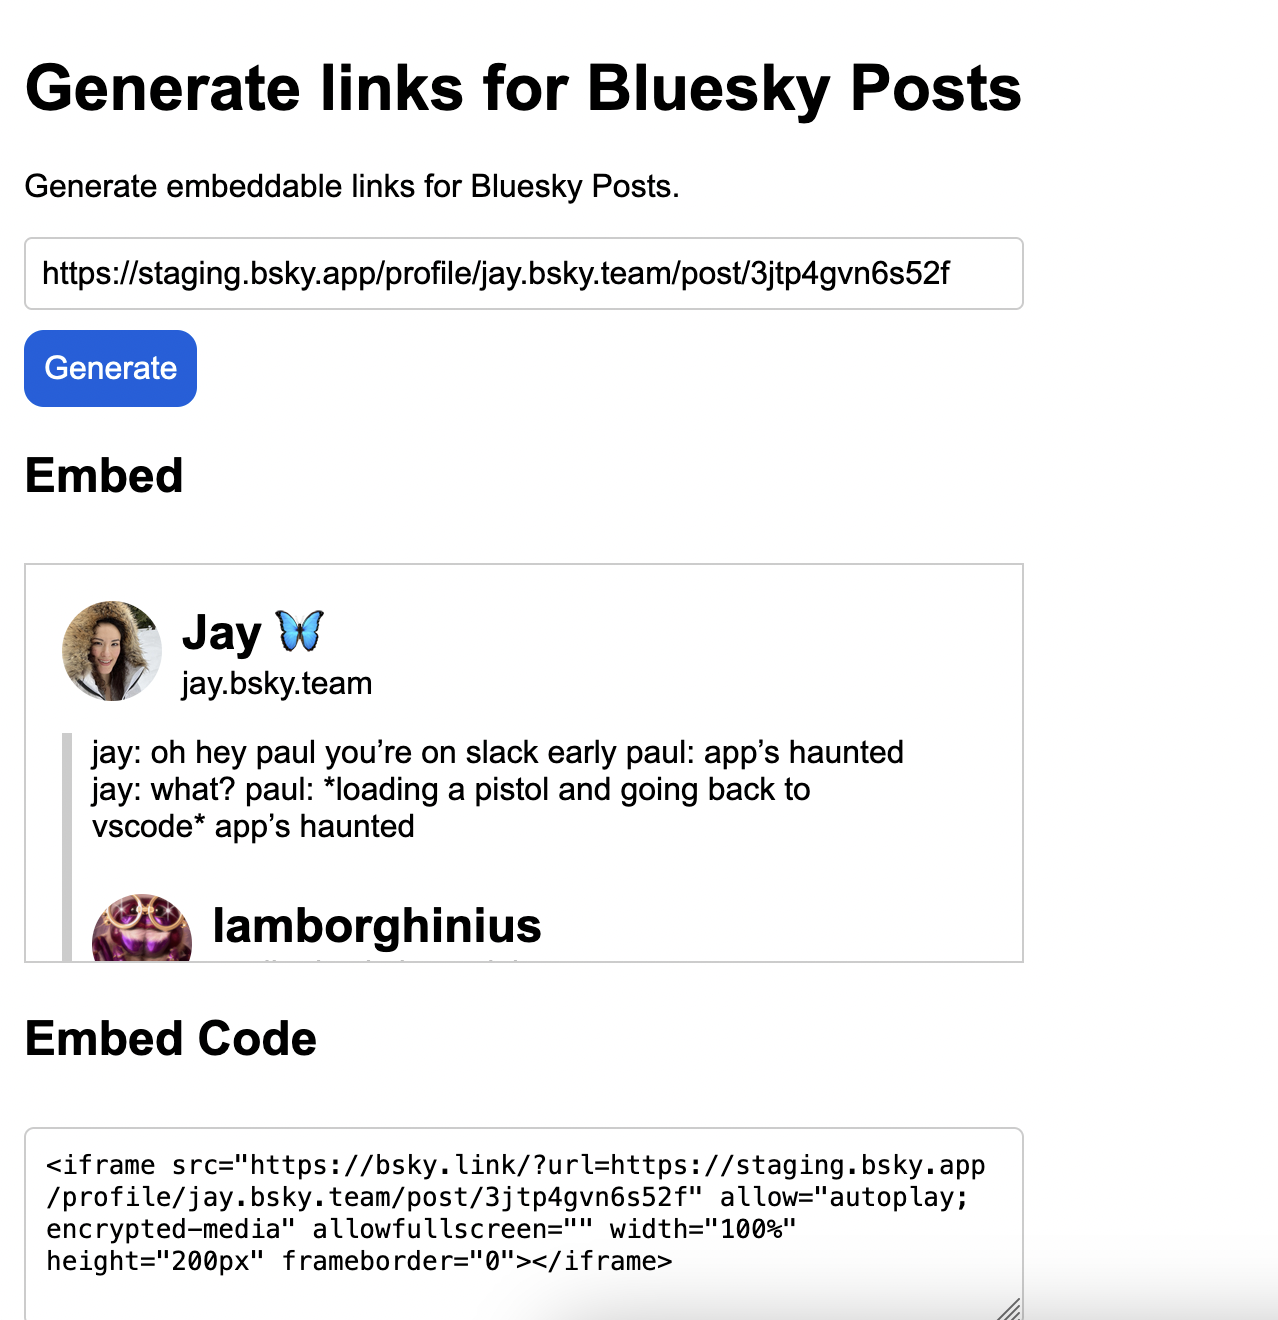 Generate links for Bluesky Posts
Generate embeddable links for Bluesky Posts.
https://staging.bsky.app/profile/jay.bsky.team/post/3jtp4gvn6s52f
Generate
Embed
Jay 🦋
jay.bsky.team
jay: oh hey paul you’re on slack early paul: app’s haunted
jay: what? paul: *loading a pistol and going back to
vscode* app’s haunted
lamborghinius
Embed Code
<iframe src="https://bsky.link/?url=https://staging.bsky.app
/profile/jay.bsky.team/post/3jtp4gvn6s52f" allow="autoplay;
encrypted-media" allowfullscreen="" width="100%"
height="200px" frameborder="0"></iframe>